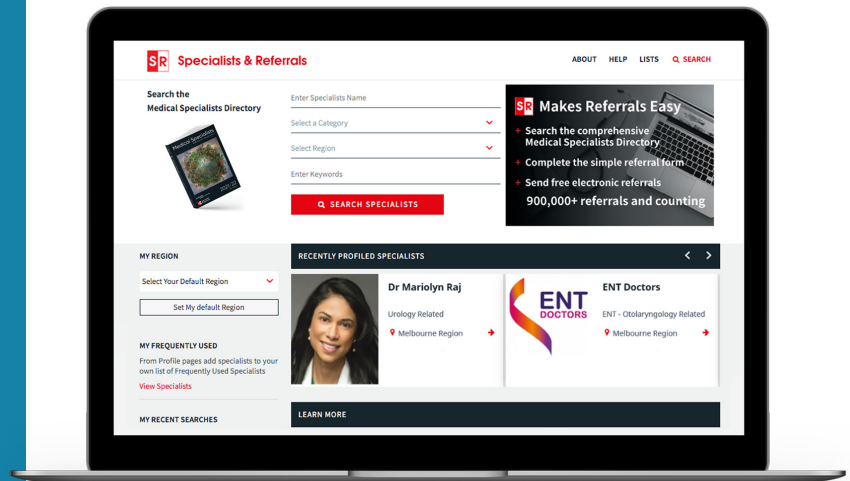 SR Specialists & Referrals
ABOUT HELP LISTS SEARCH
Search the
Medical Specialists Directory
Medical Specialists
Enter Specialists Name
Select a Category
Select Region
Enter Keywords
SEARCH SPECIALISTS
SR Makes Referrals Easy
+ Search the comprehensive
Medical Specialists Directory
+ Complete the simple referral form
+ Send free electronic referrals
900,000+ referrals and counting
MY REGION
Select Your Default Region
Set My default Region
MY FREQUENTLY USED
From Profile pages add specialists to your
own list of Frequently Used Specialists
View Specialists
MY RECENT SEARCHES
RECENTLY PROFILED SPECIALISTS
Dr Mariolyn Raj
Urology Related
Melbourne Region
ENT
DOCTORS
ENT Doctors
ENT - Otolaryngology Related
Melbourne Region
LEARN MORE